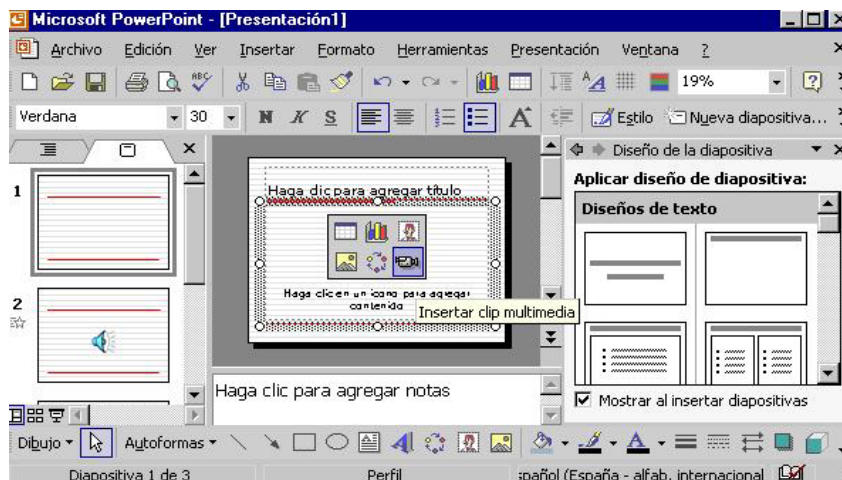 Microsoft PowerPoint - [Presentación1]
Archivo Edición Ver Insertar Formato Herramientas Presentación Ventana ?
ABC 19%
Verdana 30 N K S A Estilo Nueva diapositiva...
Diseño de la diapositiva
1
Aplicar diseño de diapositiva:
Diseños de texto
Haga clic para agregar título
2
Haga clic en un icono para agregar
contenido
Insertar clip multimedia
Haga clic para agregar notas
Mostrar al insertar diapositivas
Dibujo Autoformas
Diapositiva 1 de 3 Perfil spañol (España - alfab. internacional